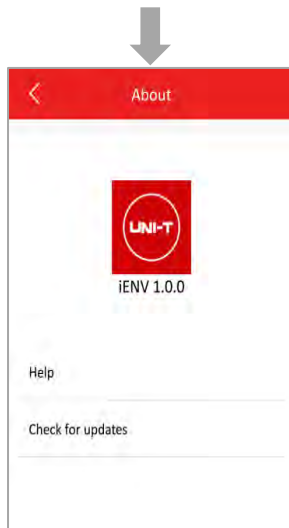 About
UNI-T
iENV 1.0.0
Help
Check for updates